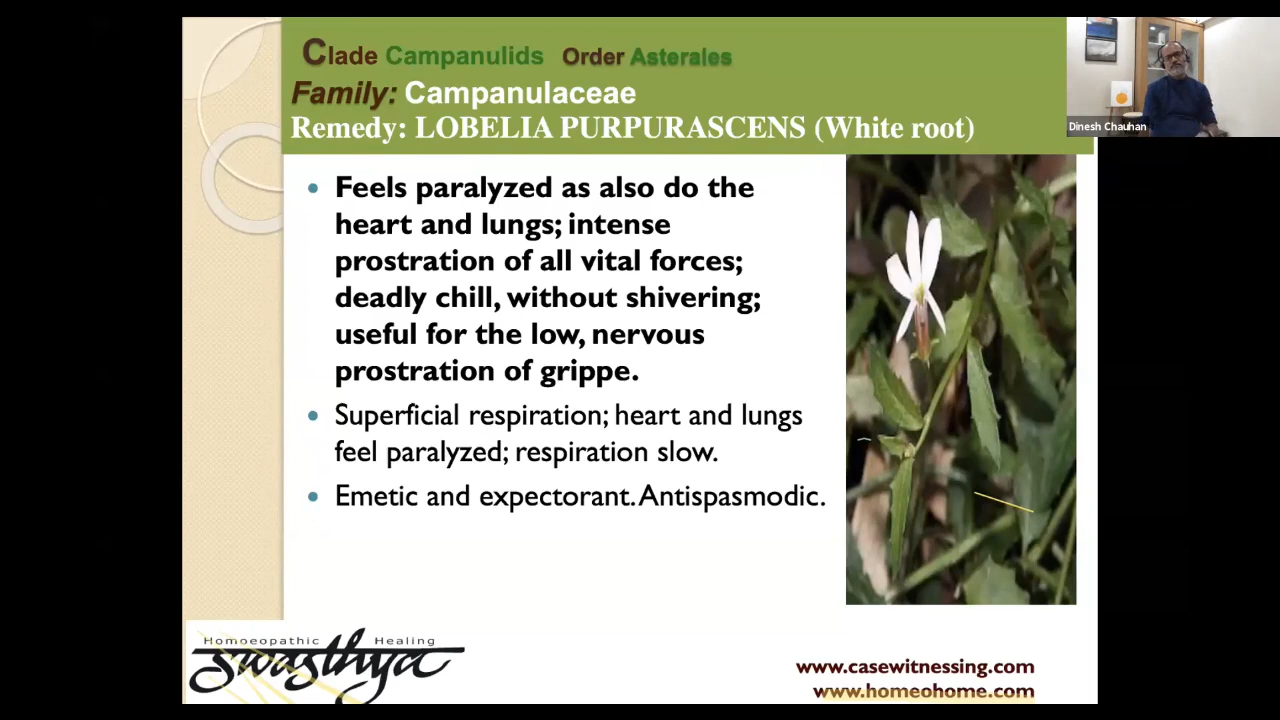 Clade Campanulids Order Asterales
Family: Campanulaceae
Remedy: LOBELIA PURPURASCENS (White root)
Dinesh Chauhan
• Feels paralyzed as also do the
heart and lungs; intense
prostration of all vital forces;
deadly chill, without shivering;
useful for the low, nervous
prostration of grippe.
• Superficial respiration; heart and lungs
feel paralyzed; respiration slow.
• Emetic and expectorant. Antispasmodic.
Homoeopathic Healing
swasthya
www.casewitnessing.com
www.homeohome.com